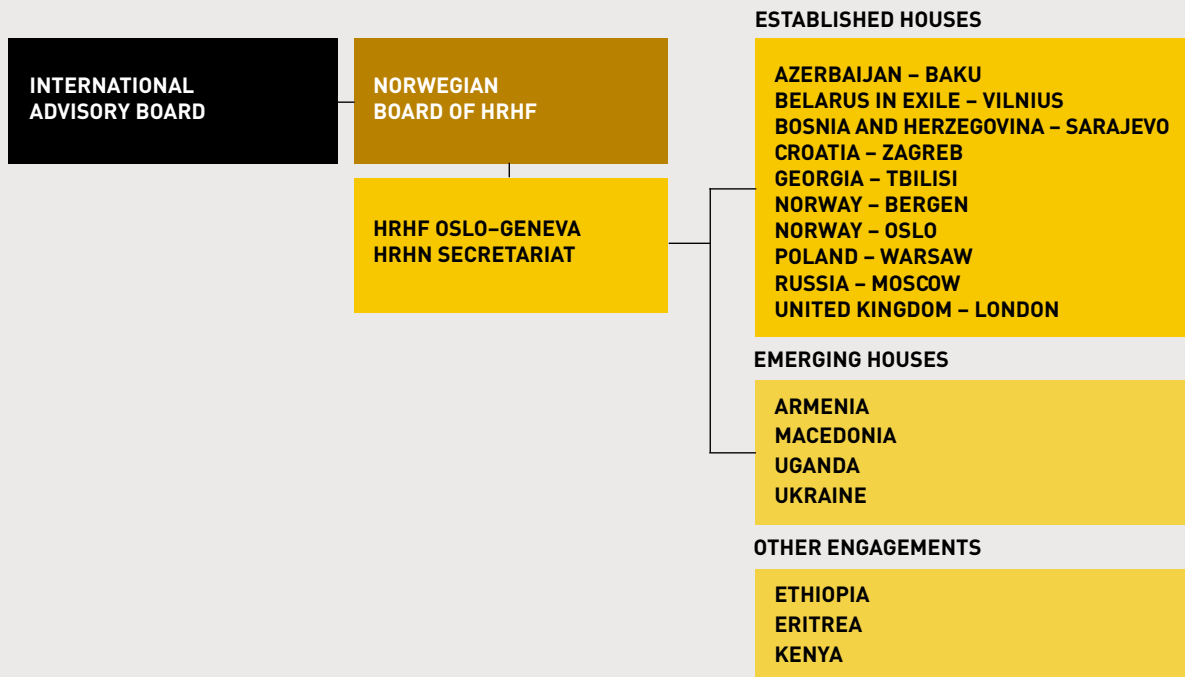 INTERNATIONAL
ADVISORY BOARD
NORWEGIAN
BOARD OF HRHF
HRHF OSLO–GENEVA
HRHN SECRETARIAT
ESTABLISHED HOUSES
AZERBAIJAN – BAKU
BELARUS IN EXILE – VILNIUS
BOSNIA AND HERZEGOVINA – SARAJEVO
CROATIA – ZAGREB
GEORGIA – TBILISI
NORWAY – BERGEN
NORWAY – OSLO
POLAND – WARSAW
RUSSIA – MOSCOW
UNITED KINGDOM – LONDON
EMERGING HOUSES
ARMENIA
MACEDONIA
UGANDA
UKRAINE
OTHER ENGAGEMENTS
ETHIOPIA
ERITREA
KENYA